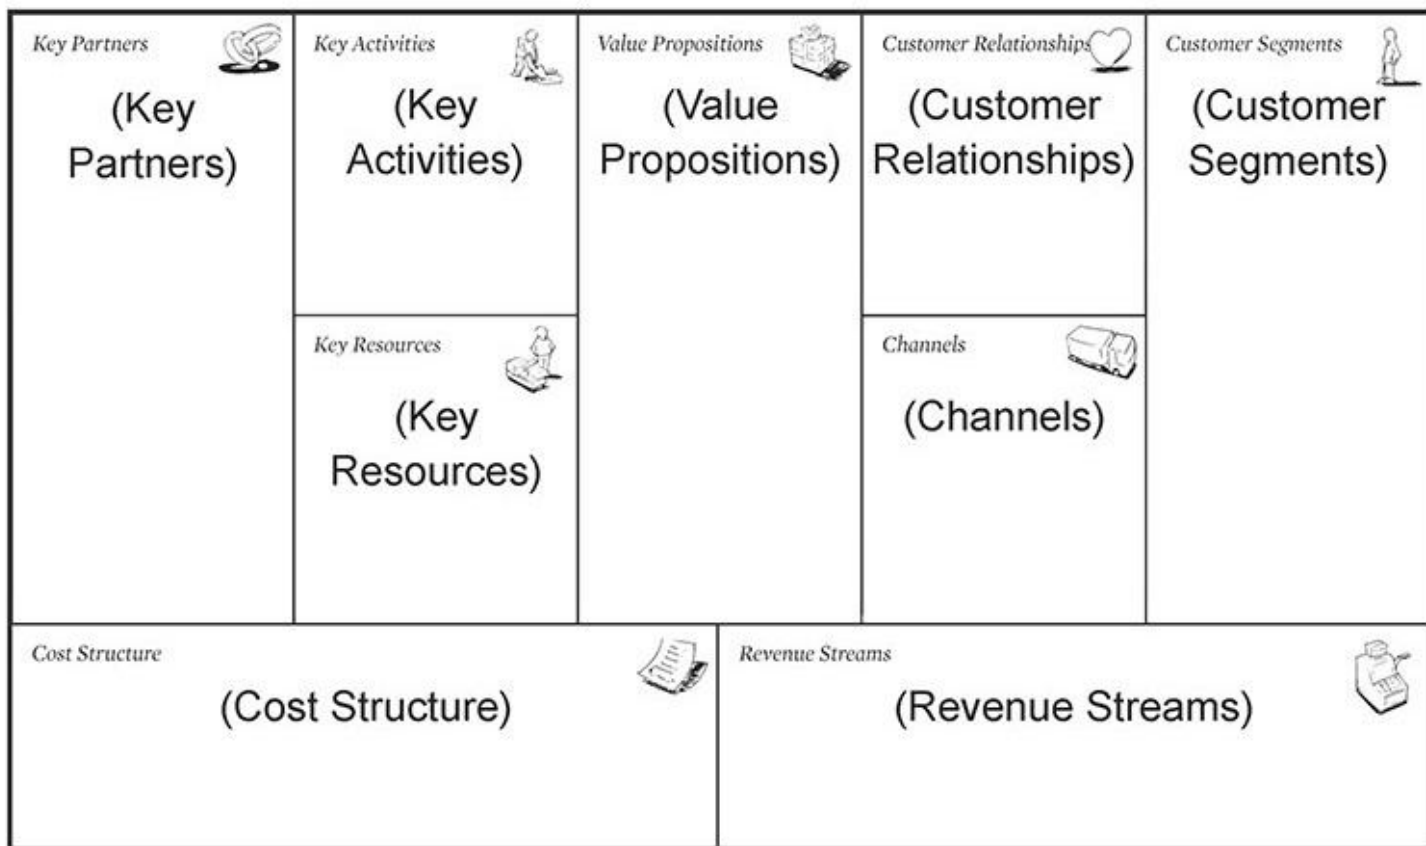 Key Partners
(Key
Partners)
Key Activities
(Key
Activities)
Key Resources
(Key
Resources)
Value Propositions
(Value
Propositions)
Customer Relationships
(Customer
Relationships)
Channels
(Channels)
Customer Segments
(Customer
Segments)
Cost Structure
(Cost Structure)
Revenue Streams
(Revenue Streams)